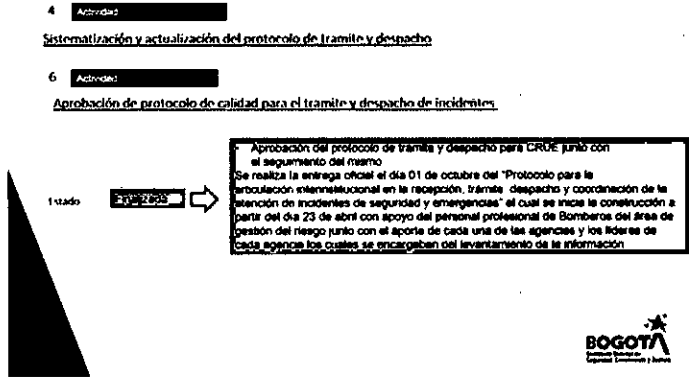 4 Actividad
Sistematización y actualización del protocolo de tramite y despacho
6 Actividad
Aprobación de protocolo de calidad para el tramite y despacho de incidentes
- Aprobación del protocolo de tramite y despacho para CRUE junto con
el seguimiento del mismo
Se realiza la entrega oficial el día 01 de octubre del "Protocolo para la
articulación interinstitucional en la recepción, trámite despacho y coordinación de la
atención de incidentes de seguridad y emergencias" el cual se inicia la construcción a
partir del día 23 de abril con apoyo del personal profesional de Bomberos del área de
gestión del riesgo junto con el aporte de cada una de las agencies y los líderes de
cada agencia los cuales se encargaban del levantamiento de la información
Estado Finalizada
BOGOTÁ